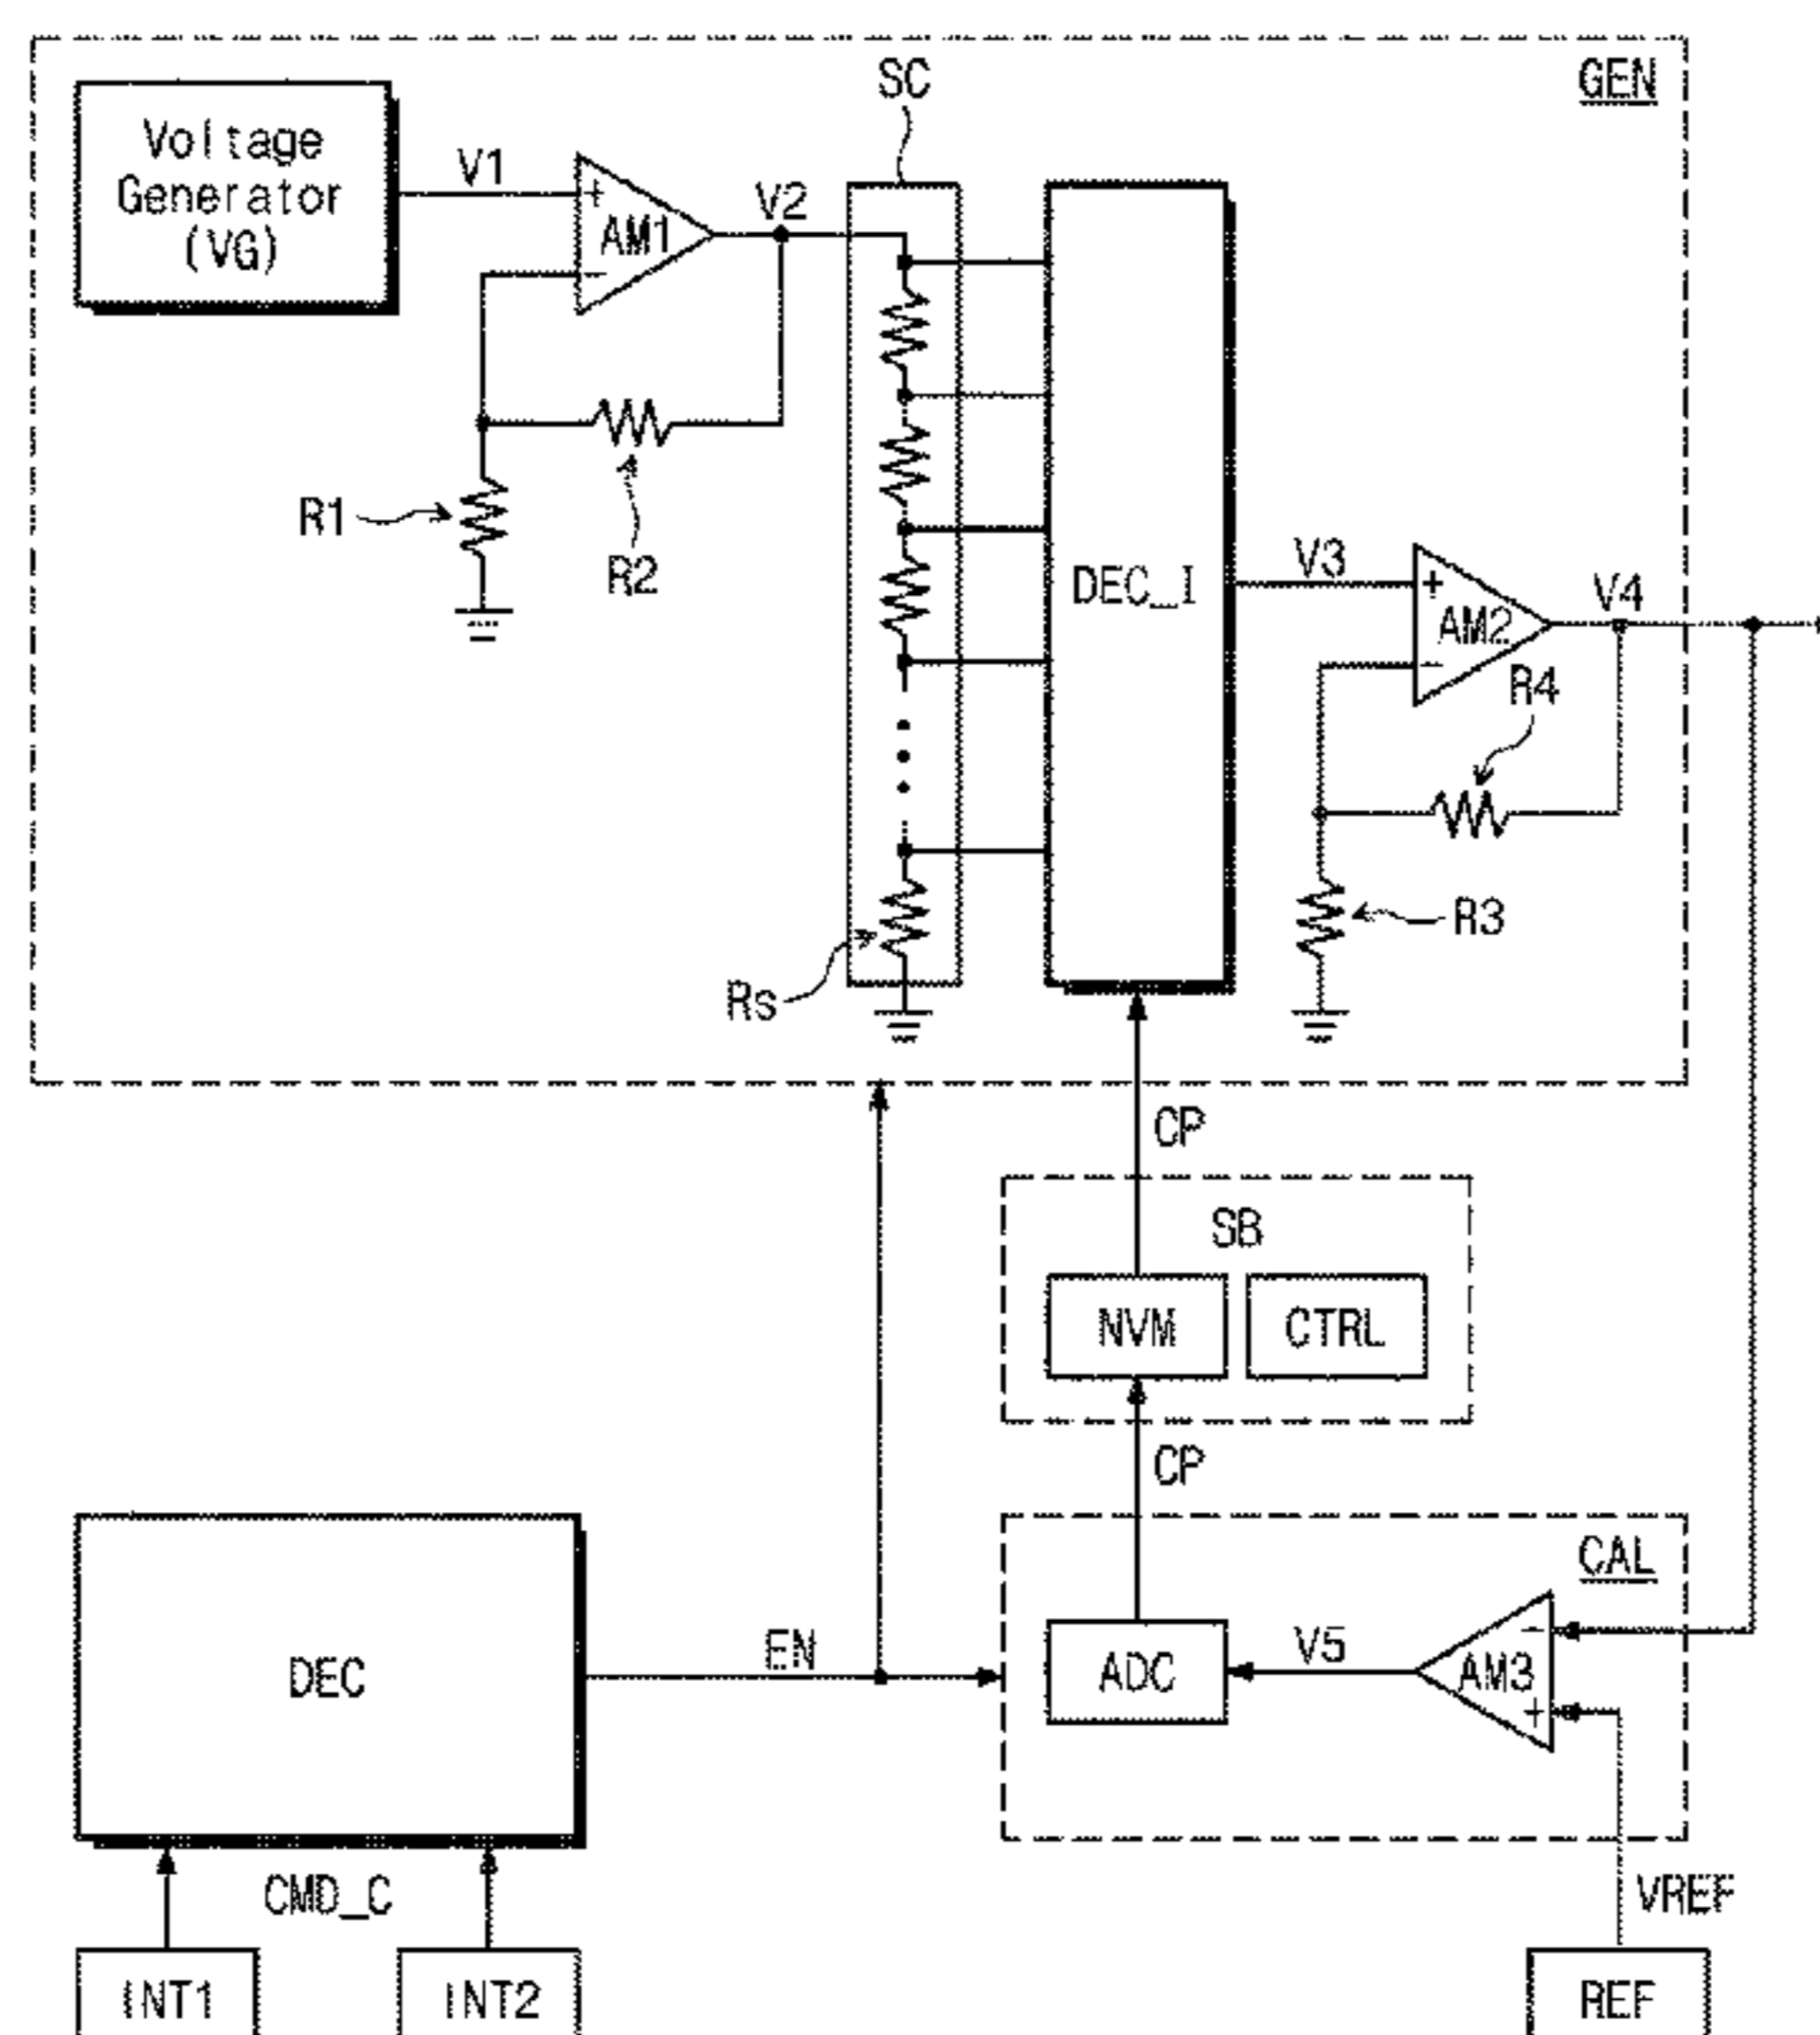 SC
GEN
Voltage
Generator
(VG)
V1
+
AM1
−
V2
R1
R2
DEC_I
V3
+
AM2
−
V4
R4
R3
Rs
CP
SB
NVM
CTRL
CP
CAL
DEC
EN
ADC
V5
−
AM3
+
CMD_C
VREF
INT1
INT2
REF